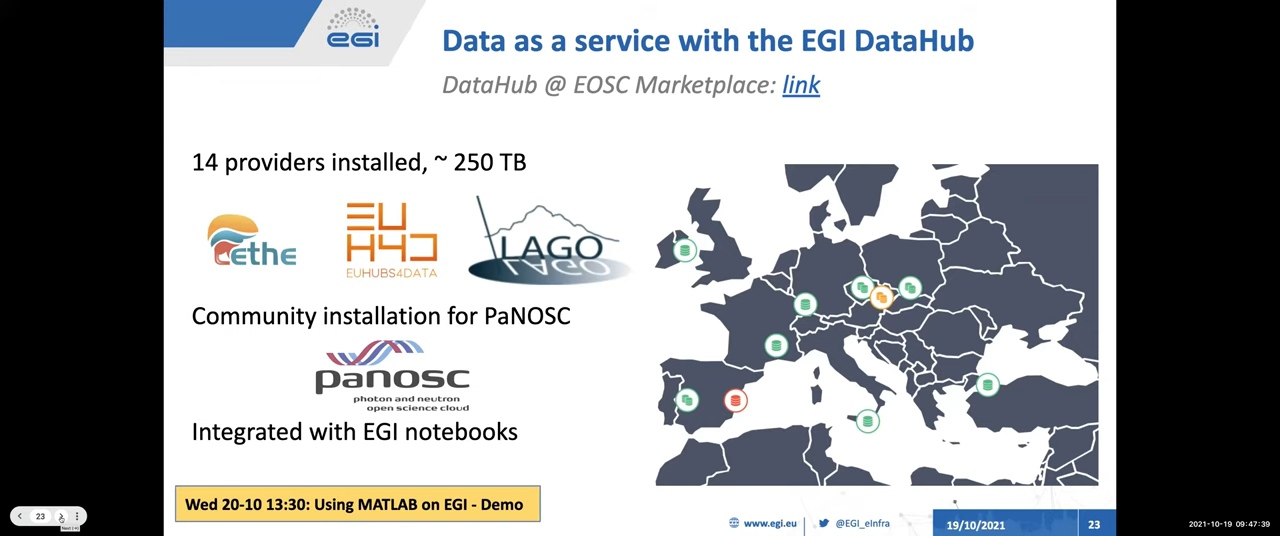 EGI
Data as a service with the EGI DataHub
DataHub @ EOSC Marketplace: link
14 providers installed, ~ 250 TB
ethe
EU
H4D
EUHUBS4DATA
LAGO
Community installation for PaNOSC
panosc
photon and neutron
open science cloud
Integrated with EGI notebooks
Wed 20-10 13:30: Using MATLAB on EGI - Demo
www.egi.eu
@EGI_eInfra
19/10/2021
23
23
2021-10-19 09:47:39